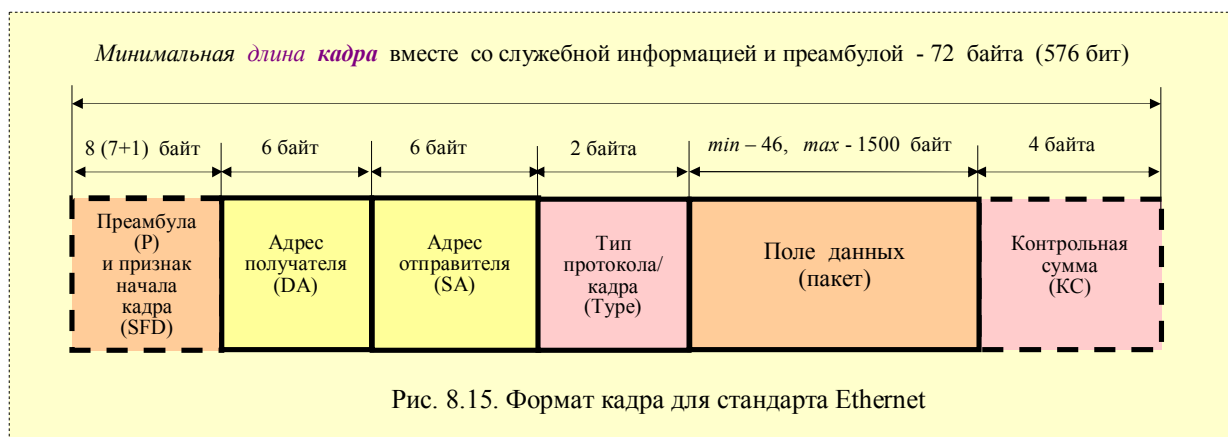 Минимальная длина кадра вместе со служебной информацией и преамбулой - 72 байта (576 бит)
8 (7+1) байт
6 байт
6 байт
2 байта
min – 46, max - 1500 байт
4 байта
Преамбула
(P)
и признак
начала
кадра
(SFD)
Адрес
получателя
(DA)
Адрес
отправителя
(SA)
Тип
протокола/
кадра
(Type)
Поле данных
(пакет)
Контрольная
сумма
(КС)
Рис. 8.15. Формат кадра для стандарта Ethernet